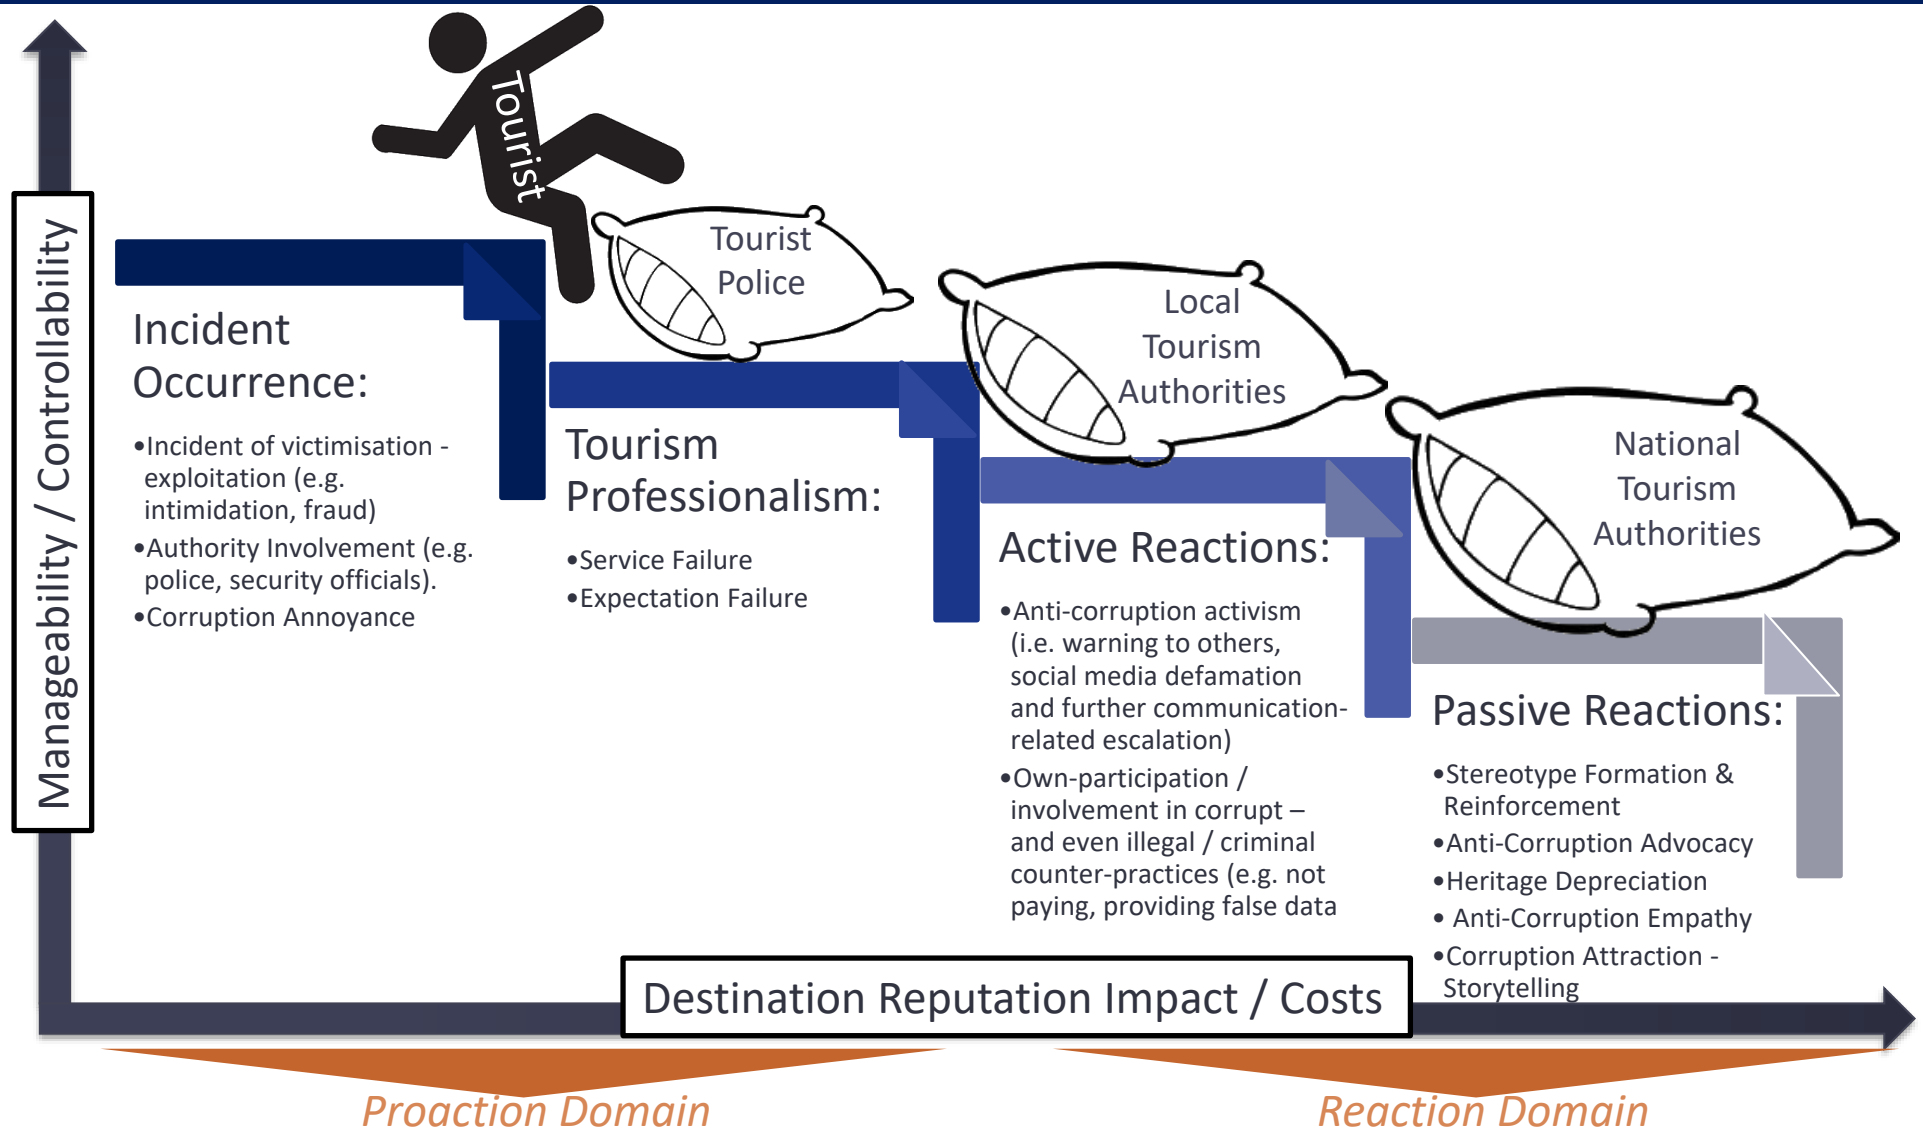 Tourist
Tourist
Police
Local
Tourism
Authorities
National
Tourism
Authorities
Manageability / Controllability
Incident
Occurrence:
•Incident of victimisation -
exploitation (e.g.
intimidation, fraud)
•Authority Involvement (e.g.
police, security officials).
•Corruption Annoyance
Tourism
Professionalism:
•Service Failure
•Expectation Failure
Active Reactions:
•Anti-corruption activism
(i.e. warning to others,
social media defamation
and further communication-
related escalation)
•Own-participation /
involvement in corrupt –
and even illegal / criminal
counter-practices (e.g. not
paying, providing false data
Passive Reactions:
•Stereotype Formation &
Reinforcement
•Anti-Corruption Advocacy
•Heritage Depreciation
• Anti-Corruption Empathy
•Corruption Attraction -
Storytelling
Destination Reputation Impact / Costs
Proaction Domain
Reaction Domain